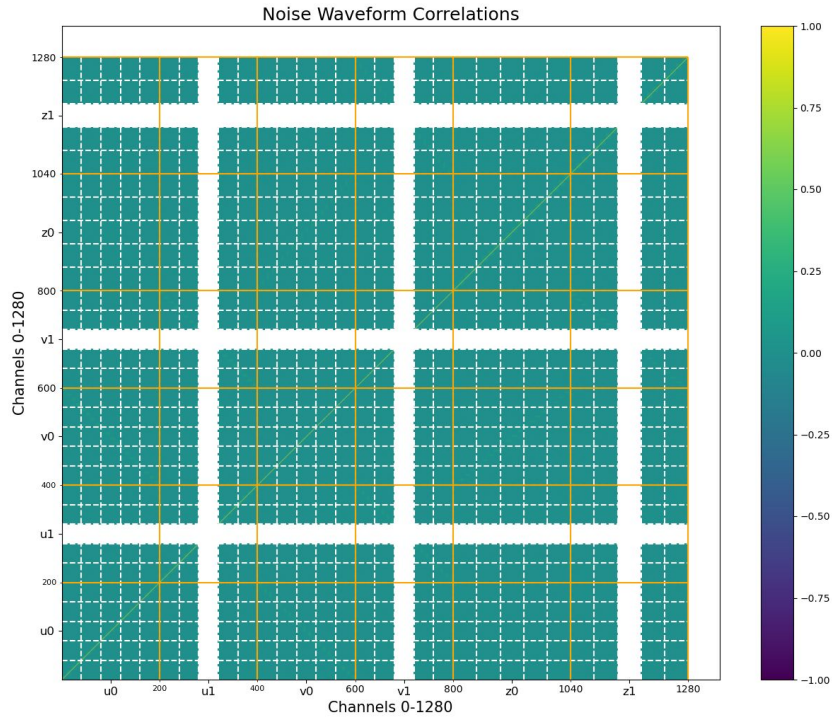 Noise Waveform Correlations
1280
z1
1040
z0
800
v1
600
v0
400
u1
200
u0
Channels 0-1280
u0 200 u1 400 v0 600 v1 800 z0 1040 z1 1280
Channels 0-1280
1.00
0.75
0.50
0.25
0.00
−0.25
−0.50
−0.75
−1.00